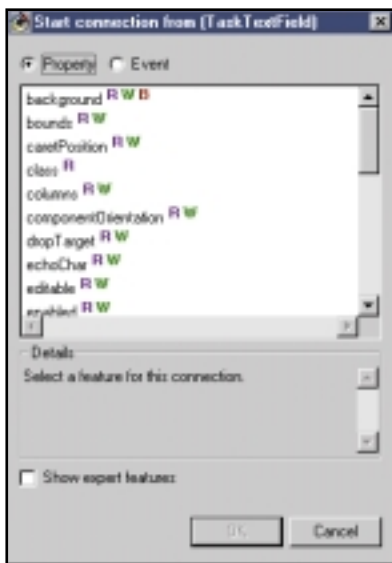 Start connection from (TaskTextField)
Property Event
background R W B
bounds R W
caretPosition R W
class R
columns R W
componentOrientation R W
dropTarget R W
echoChar R W
editable R W
enabled R W
Details
Select a feature for this connection.
Show expert features
OK Cancel